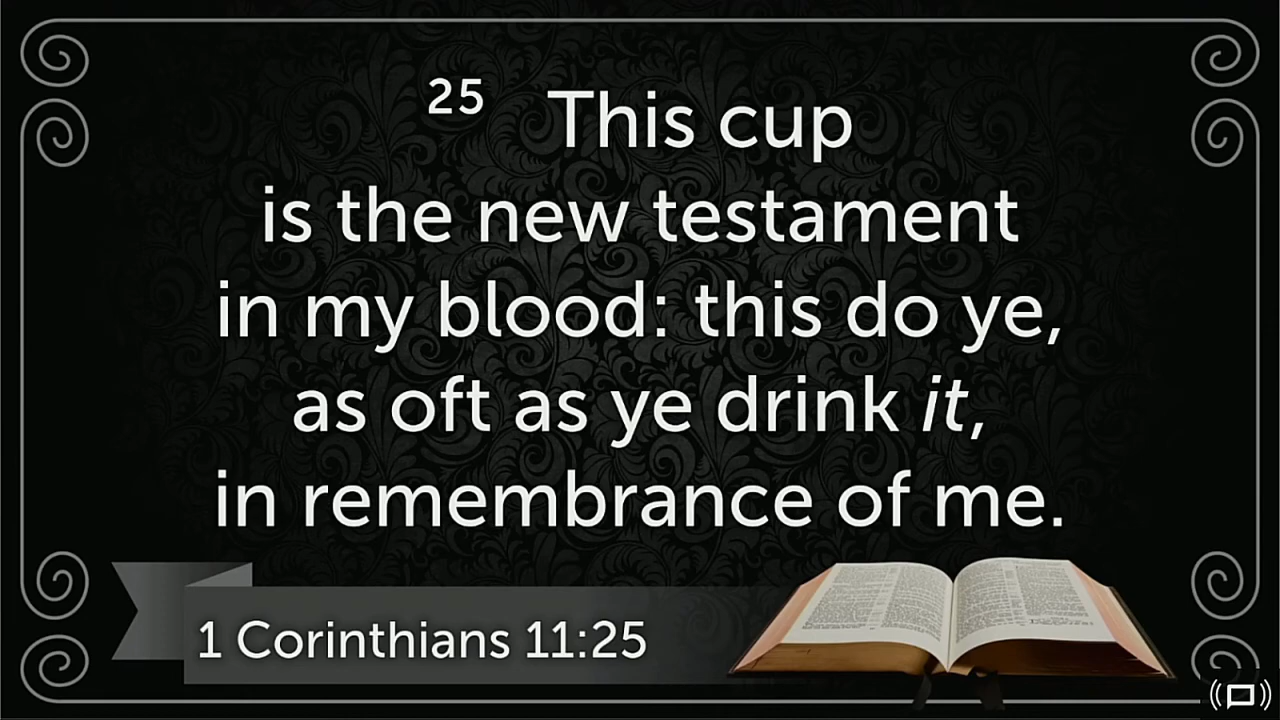 25 This cup
is the new testament
in my blood: this do ye,
as oft as ye drink it,
in remembrance of me.
1 Corinthians 11:25